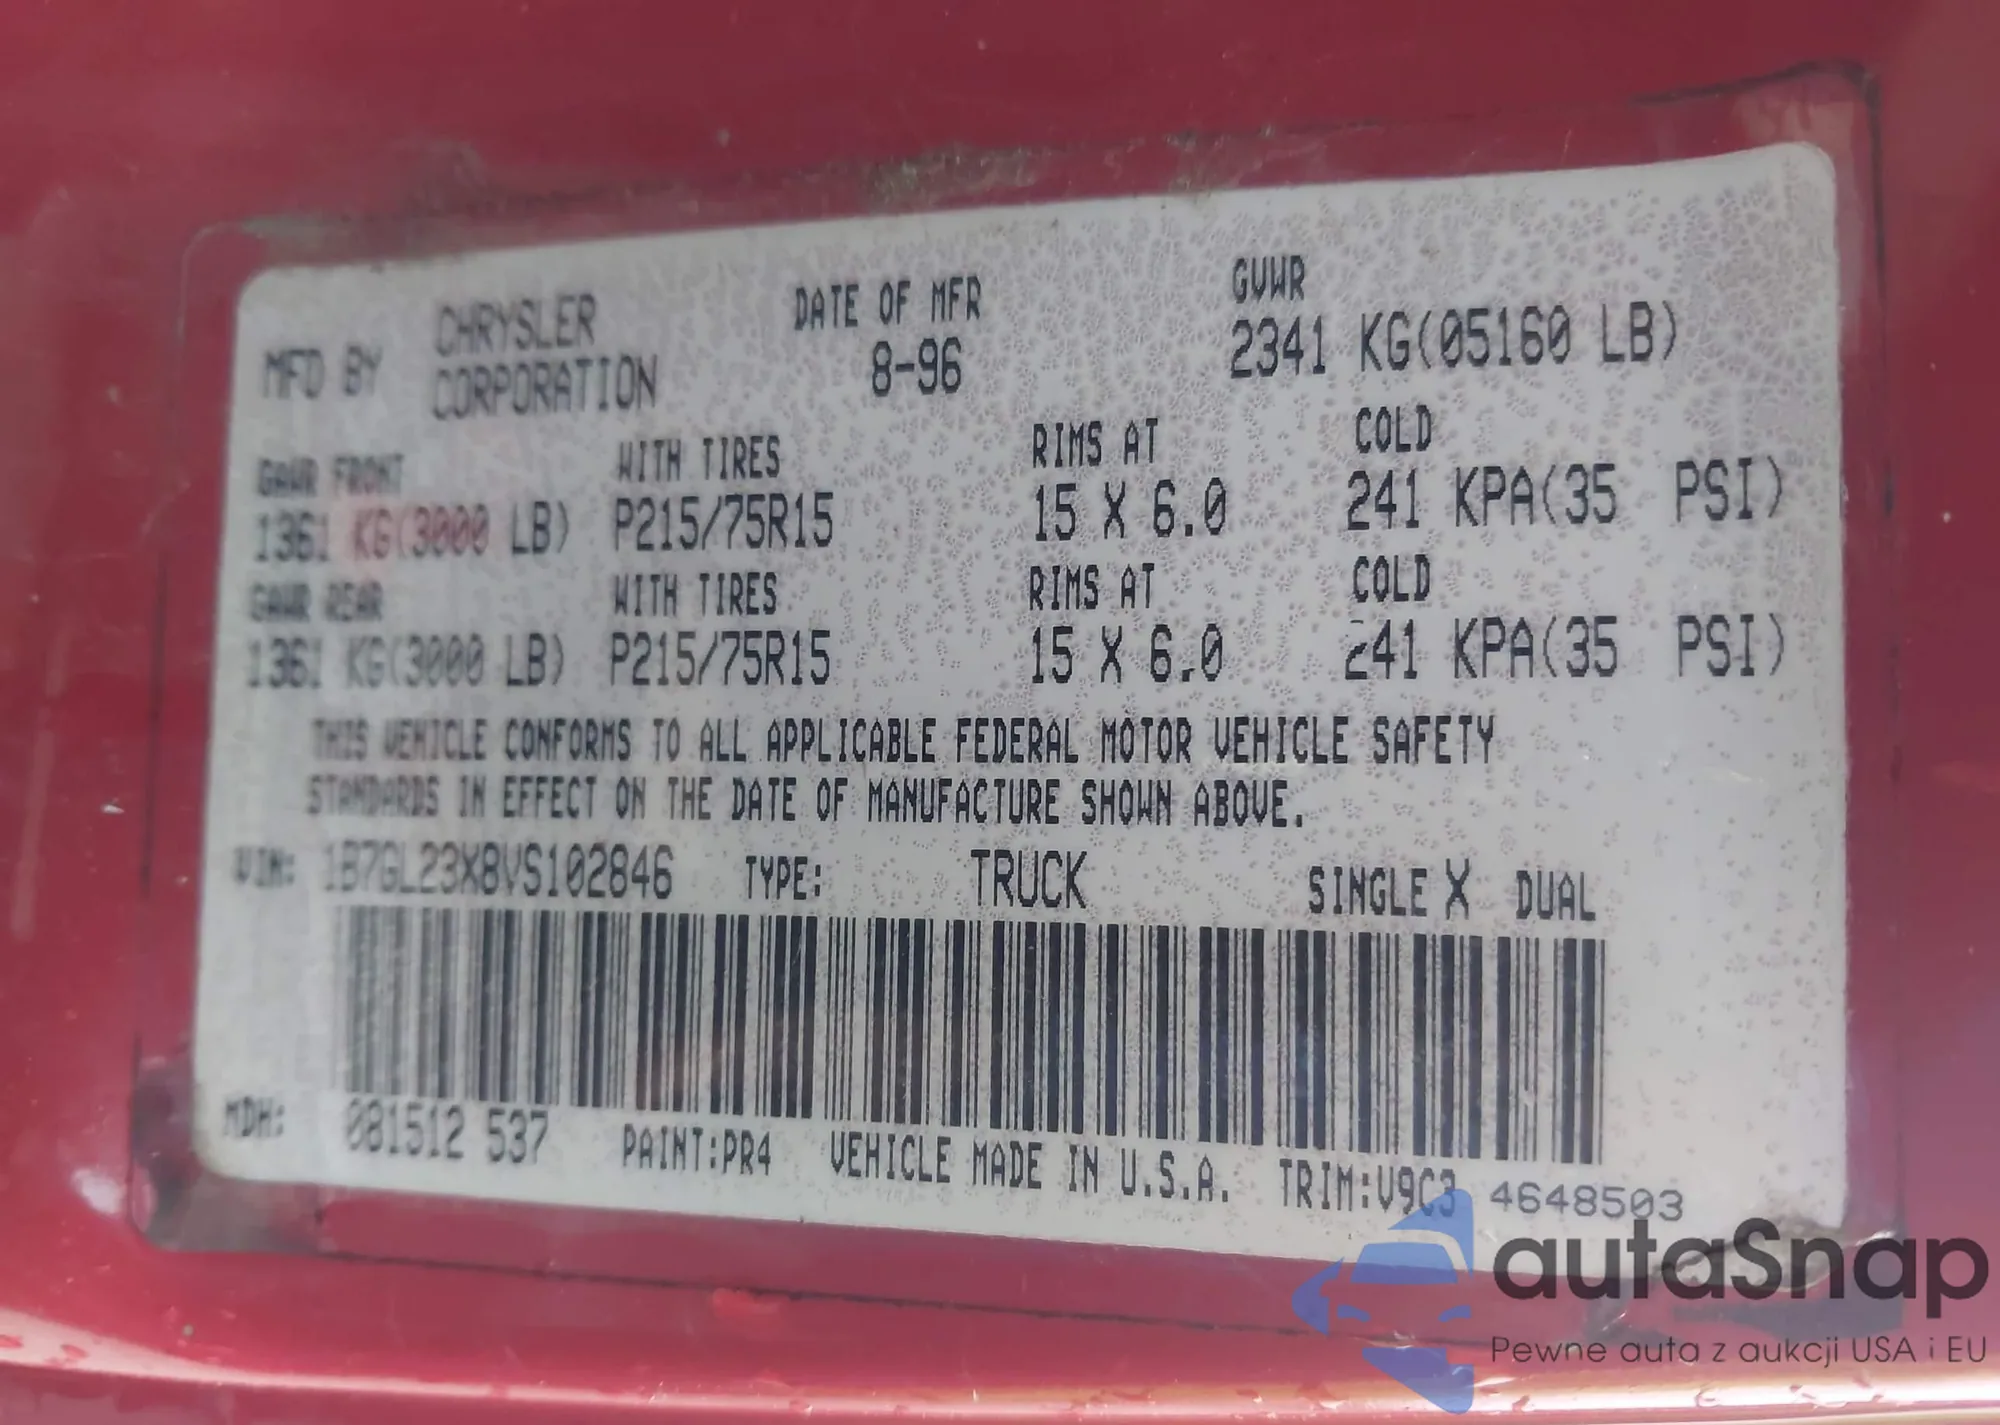 MFD BY CHRYSLER CORPORATION DATE OF MFR 8-96 GVWR 2341 KG(05160 LB)
GAWR FRONT WITH TIRES RIMS AT COLD
1361 KG(3000 LB) P215/75R15 15 X 6.0 241 KPA(35 PSI)
GAWR REAR WITH TIRES RIMS AT COLD
1361 KG(3000 LB) P215/75R15 15 X 6.0 241 KPA(35 PSI)
THIS VEHICLE CONFORMS TO ALL APPLICABLE FEDERAL MOTOR VEHICLE SAFETY
STANDARDS IN EFFECT ON THE DATE OF MANUFACTURE SHOWN ABOVE.
VIN: 1B7GL23X8VS102846 TYPE: TRUCK SINGLE X DUAL
MDH: 081512 537 PAINT:PR4 VEHICLE MADE IN U.S.A. TRIM:V9C3 4648503
autaSnap
Pewne auta z aukcji USA i EU